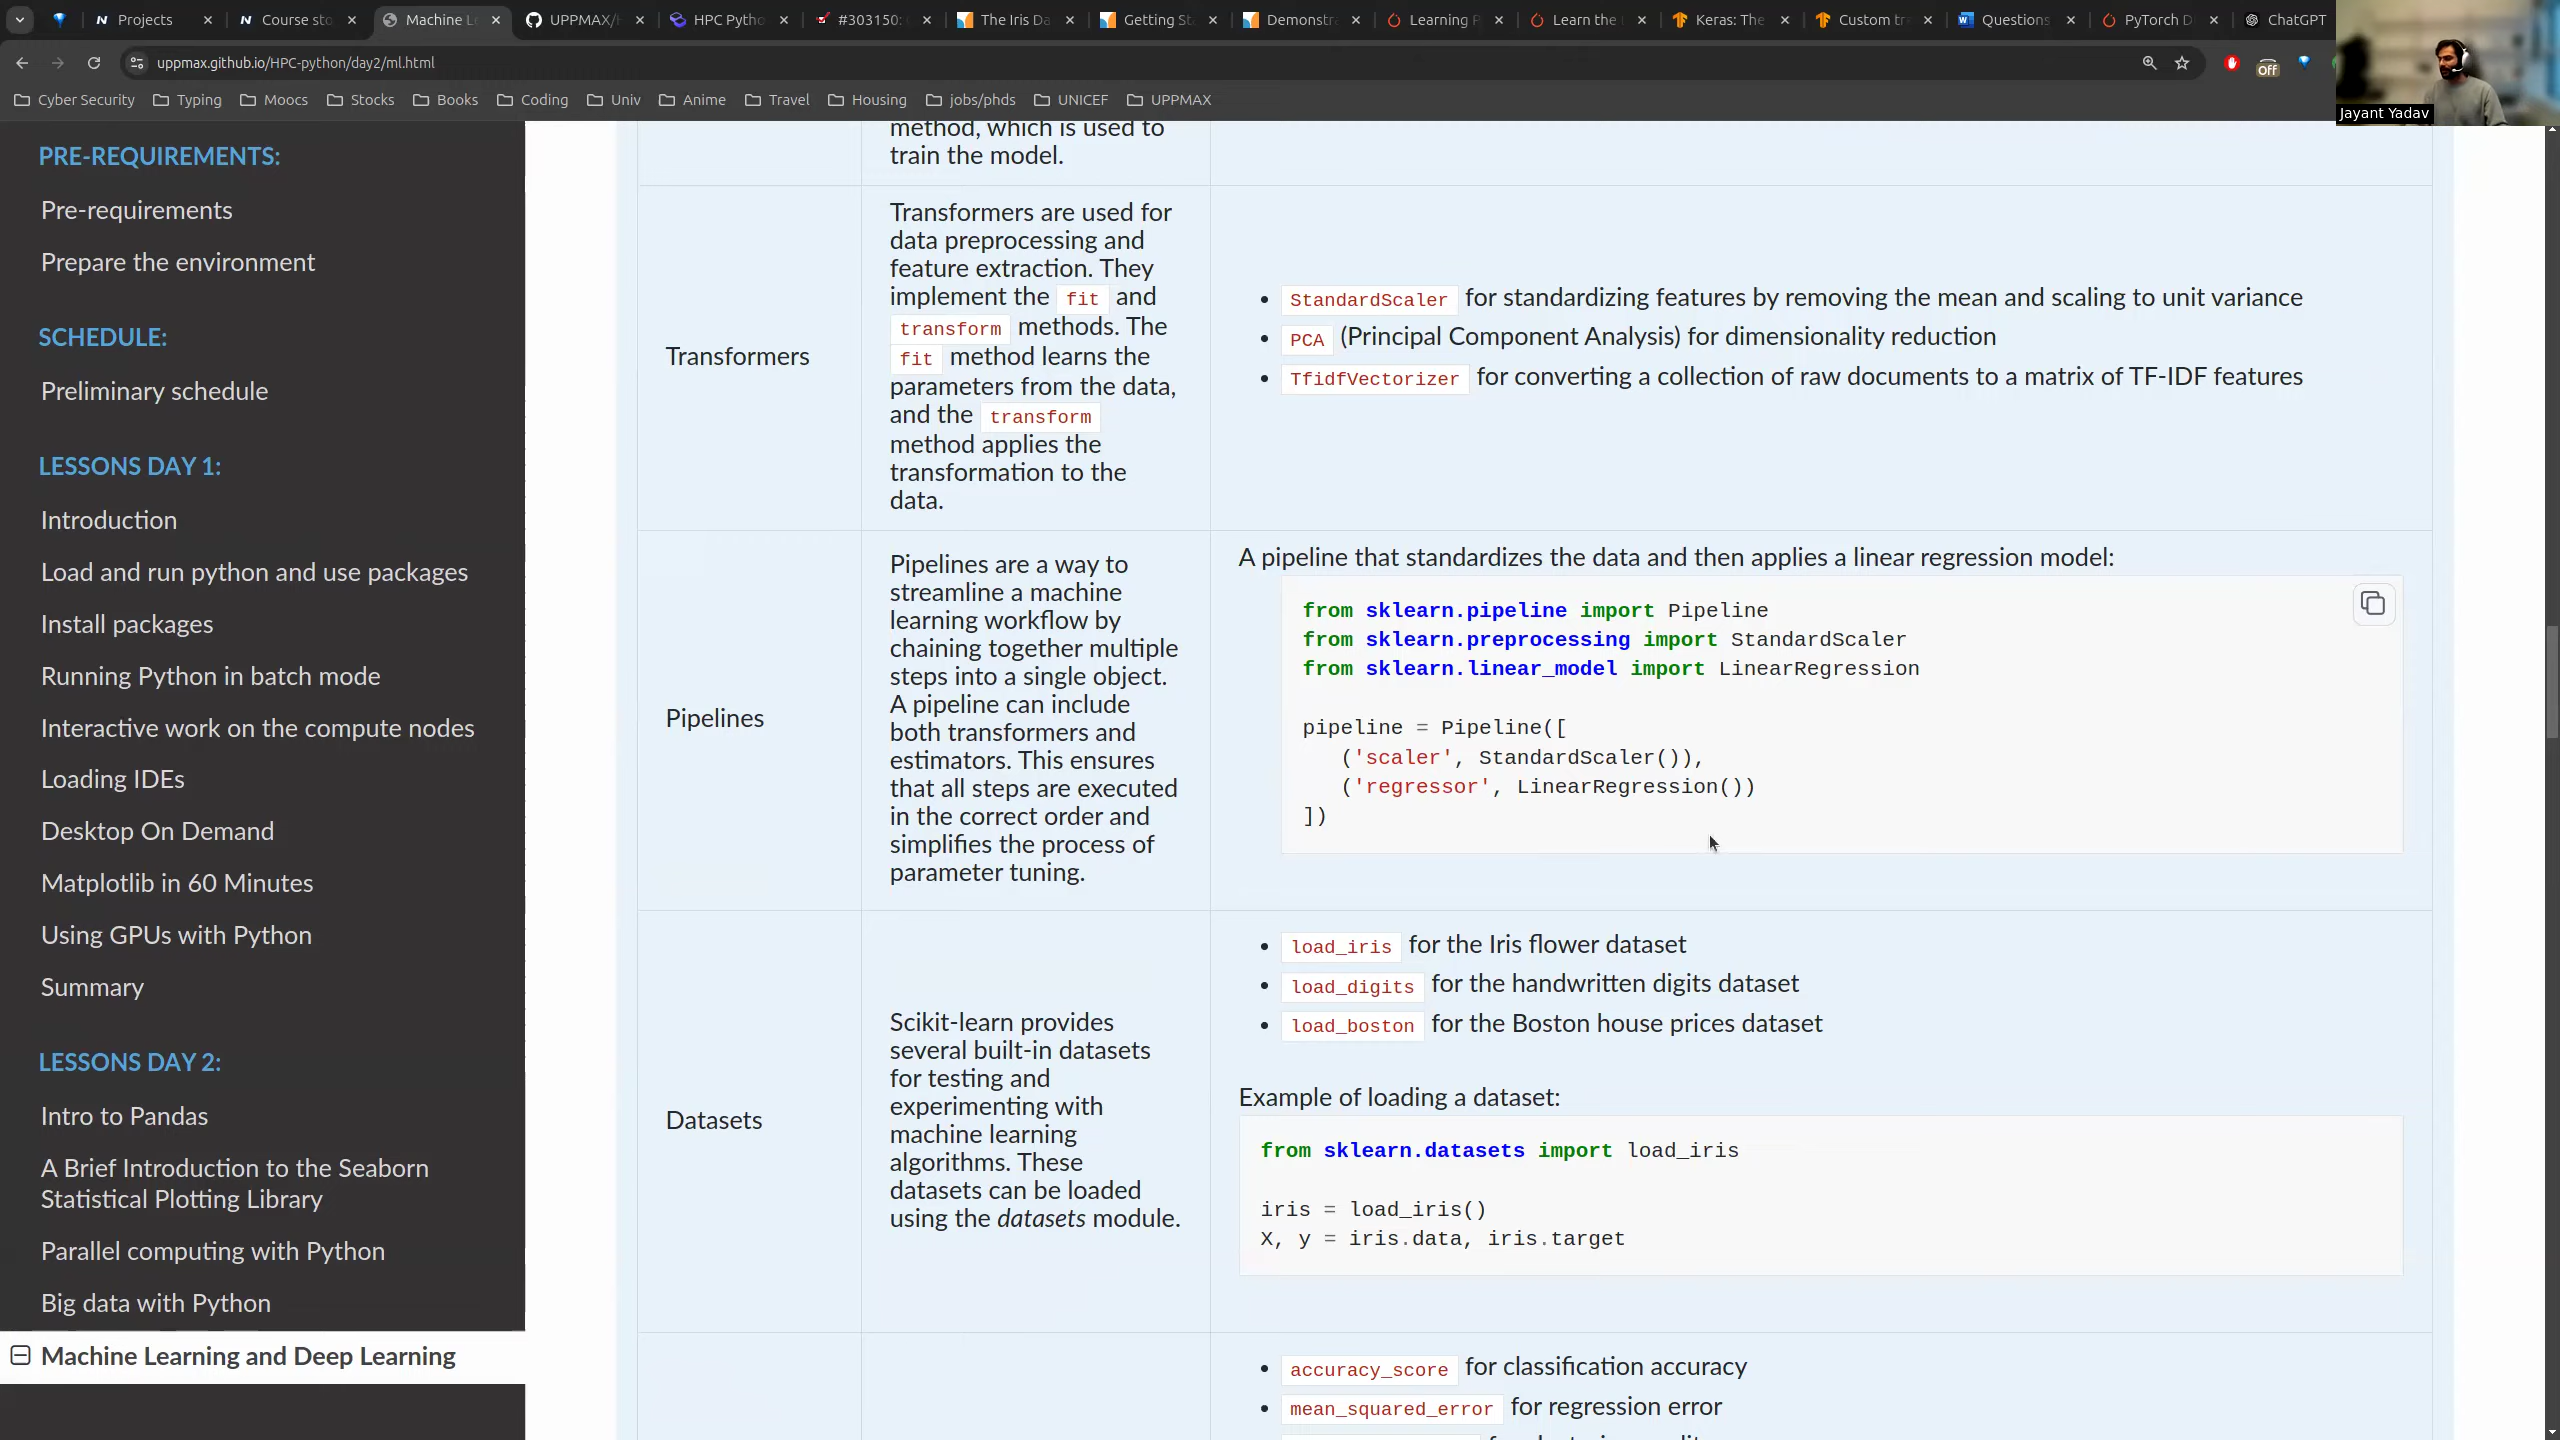 Projects
Course sto
Machine Le
UPPMAX/H
HPC Pytho
#303150:
The Iris Da
Getting St
Demonstra
Learning P
Learn the
Keras: The
Custom tr
Questions
PyTorch D
ChatGPT
uppmax.github.io/HPC-python/day2/ml.html
Off
Cyber Security
Typing
Moocs
Stocks
Books
Coding
Univ
Anime
Travel
Housing
jobs/phds
UNICEF
UPPMAX
Jayant Yadav
PRE-REQUIREMENTS:
Pre-requirements
Prepare the environment
SCHEDULE:
Preliminary schedule
LESSONS DAY 1:
Introduction
Load and run python and use packages
Install packages
Running Python in batch mode
Interactive work on the compute nodes
Loading IDEs
Desktop On Demand
Matplotlib in 60 Minutes
Using GPUs with Python
Summary
LESSONS DAY 2:
Intro to Pandas
A Brief Introduction to the Seaborn
Statistical Plotting Library
Parallel computing with Python
Big data with Python
Machine Learning and Deep Learning
method, which is used to
train the model.
Transformers
Transformers are used for
data preprocessing and
feature extraction. They
implement the fit and
transform methods. The
fit method learns the
parameters from the data,
and the transform
method applies the
transformation to the
data.
• StandardScaler for standardizing features by removing the mean and scaling to unit variance
• PCA (Principal Component Analysis) for dimensionality reduction
• TfidfVectorizer for converting a collection of raw documents to a matrix of TF-IDF features
Pipelines
Pipelines are a way to
streamline a machine
learning workflow by
chaining together multiple
steps into a single object.
A pipeline can include
both transformers and
estimators. This ensures
that all steps are executed
in the correct order and
simplifies the process of
parameter tuning.
A pipeline that standardizes the data and then applies a linear regression model:
from sklearn.pipeline import Pipeline
from sklearn.preprocessing import StandardScaler
from sklearn.linear_model import LinearRegression
pipeline = Pipeline([
('scaler', StandardScaler()),
('regressor', LinearRegression())
])
Datasets
Scikit-learn provides
several built-in datasets
for testing and
experimenting with
machine learning
algorithms. These
datasets can be loaded
using the datasets module.
• load_iris for the Iris flower dataset
• load_digits for the handwritten digits dataset
• load_boston for the Boston house prices dataset
Example of loading a dataset:
from sklearn.datasets import load_iris
iris = load_iris()
X, y = iris.data, iris.target
• accuracy_score for classification accuracy
• mean_squared_error for regression error